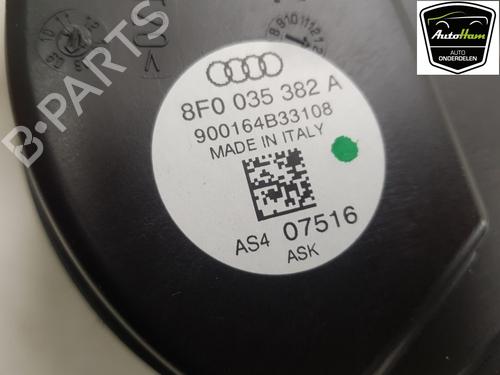 8F0 035 382 A
900164B33108
MADE IN ITALY
AS4 07516
ASK
B-PARTS
AutoHam
AUTO
ONDERDELEN